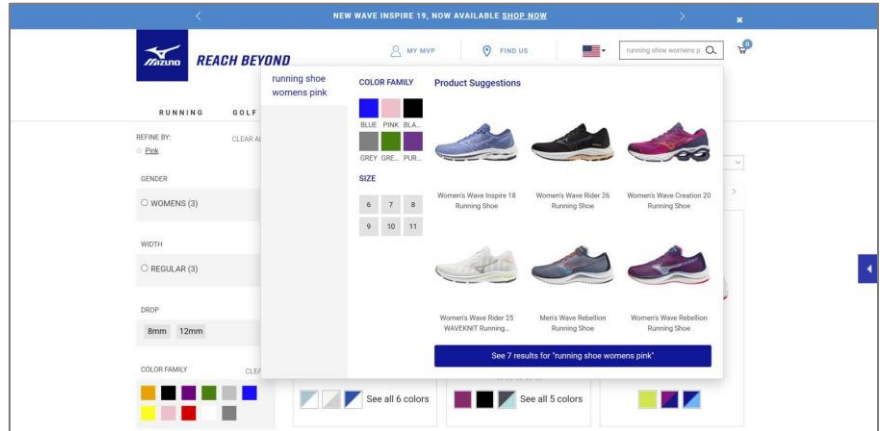 NEW WAVE INSPIRE 19, NOW AVAILABLE SHOP NOW
MIZUNO
REACH BEYOND
MY MVP
FIND US
running shoe womens p
0
RUNNING
GOLF
running shoe
womens pink
COLOR FAMILY
BLUE PINK BLA...
GREY GRE... PUR...
SIZE
6 7 8
9 10 11
Product Suggestions
Women's Wave Inspire 18
Running Shoe
Women's Wave Rider 26
Running Shoe
Women's Wave Creation 20
Running Shoe
Women's Wave Rider 25
WAVEKNIT Running...
Men's Wave Rebellion
Running Shoe
Women's Wave Rebellion
Running Shoe
See 7 results for "running shoe womens pink"
REFINE BY:
CLEAR AL
Pink
GENDER
WOMENS (3)
WIDTH
REGULAR (3)
DROP
8mm 12mm
COLOR FAMILY
CLEA
See all 6 colors
See all 5 colors